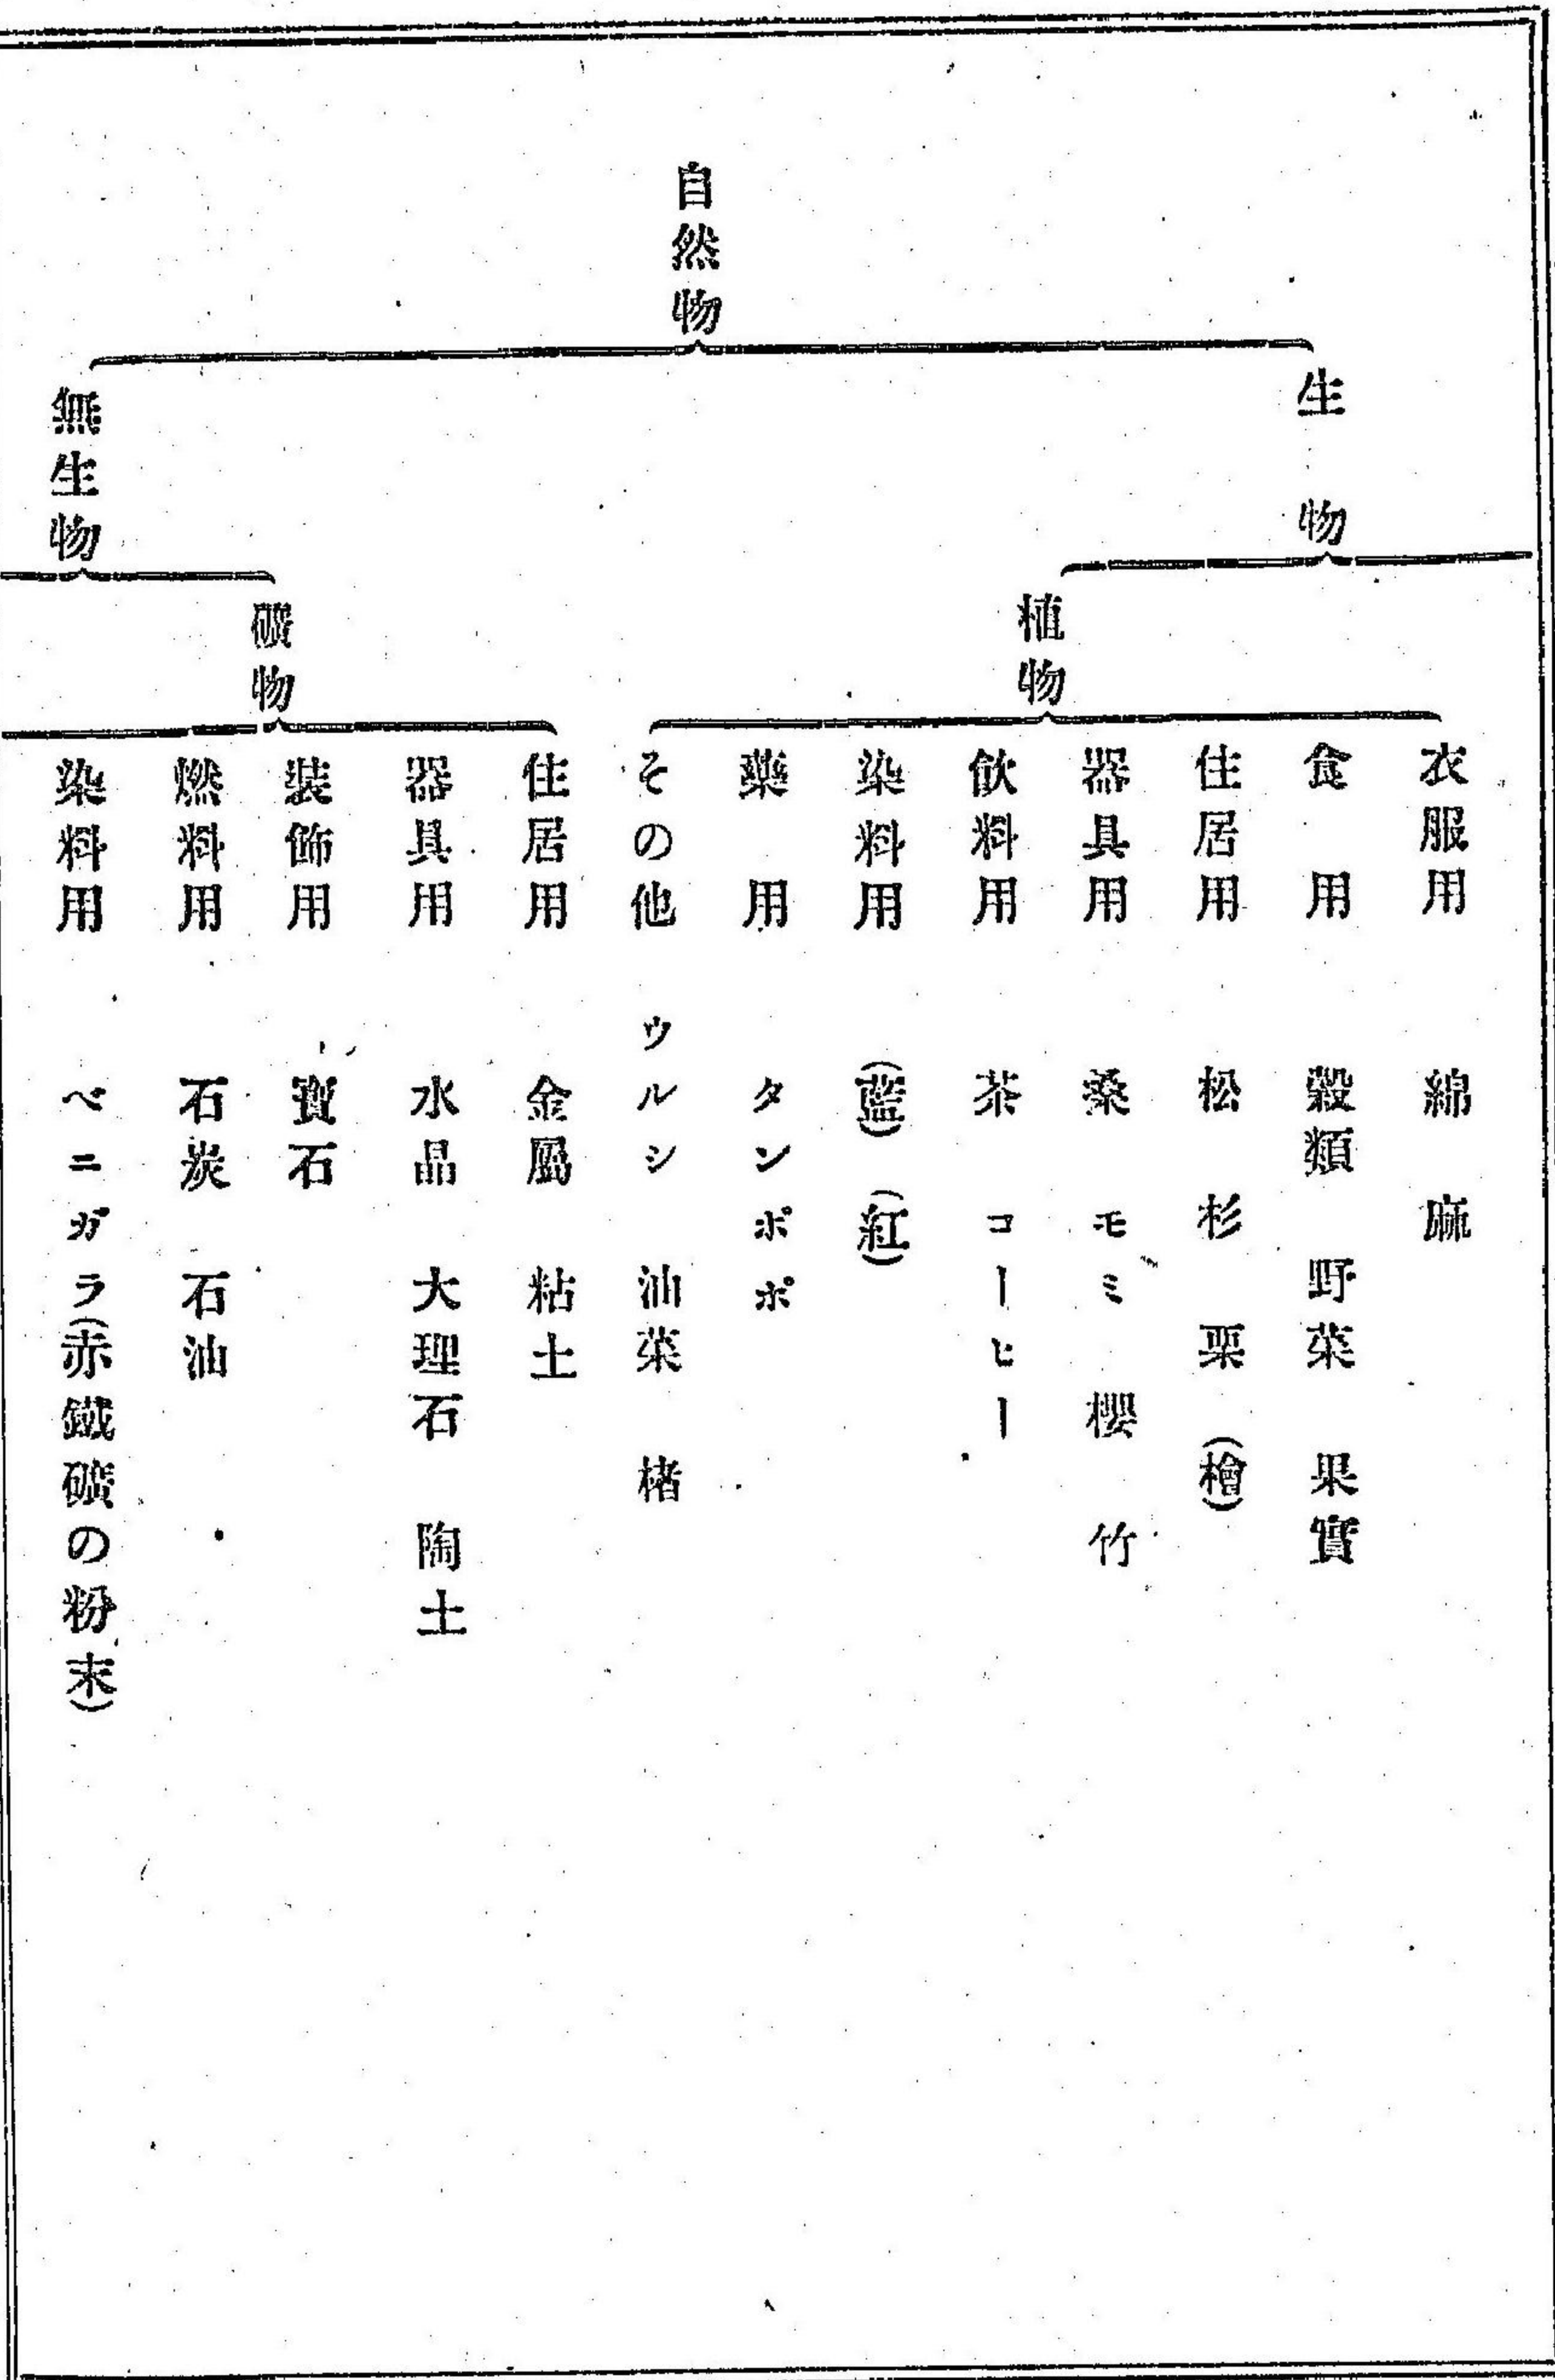 自然物
生物
植物
衣服用 綿 麻
食用 穀類 野菜 果實
住居用 松 杉 栗 (檜)
器具用 桑 モミ 櫻 竹
飮料用 茶 コーヒー
染料用 (藍) (紅)
藥用 タンポポ
その他 ウルシ 油菜 楮
無生物
礦物
住居用 金屬 粘土
器具用 水晶 大理石 陶土
裝飾用 寶石
燃料用 石炭 石油
染料用 ベニガラ(赤鐵礦の粉末)